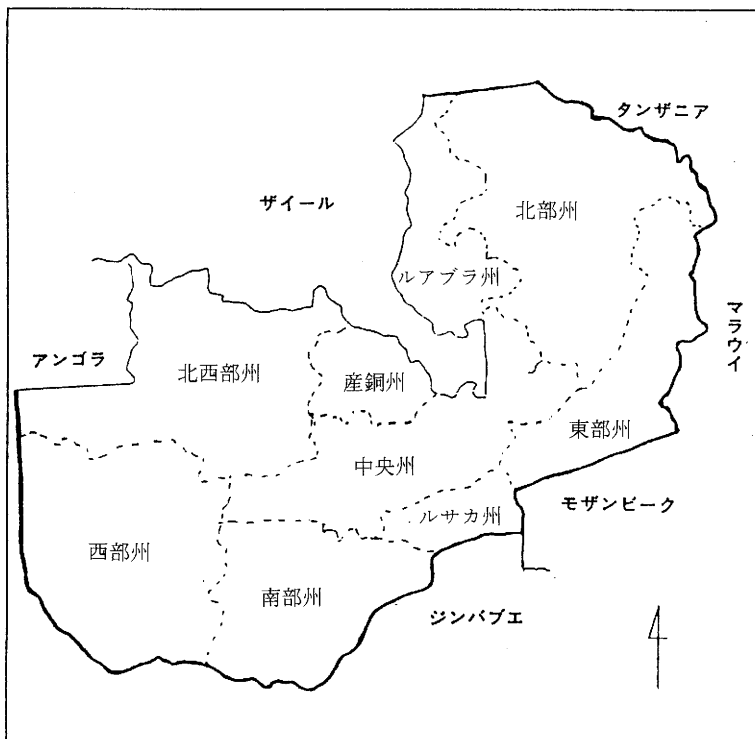 タンザニア
ザイール
北部州
ルアブラ州
マラウイ
アンゴラ
北西部州
産銅州
東部州
中央州
モザンビーク
ルサカ州
西部州
南部州
ジンバブエ